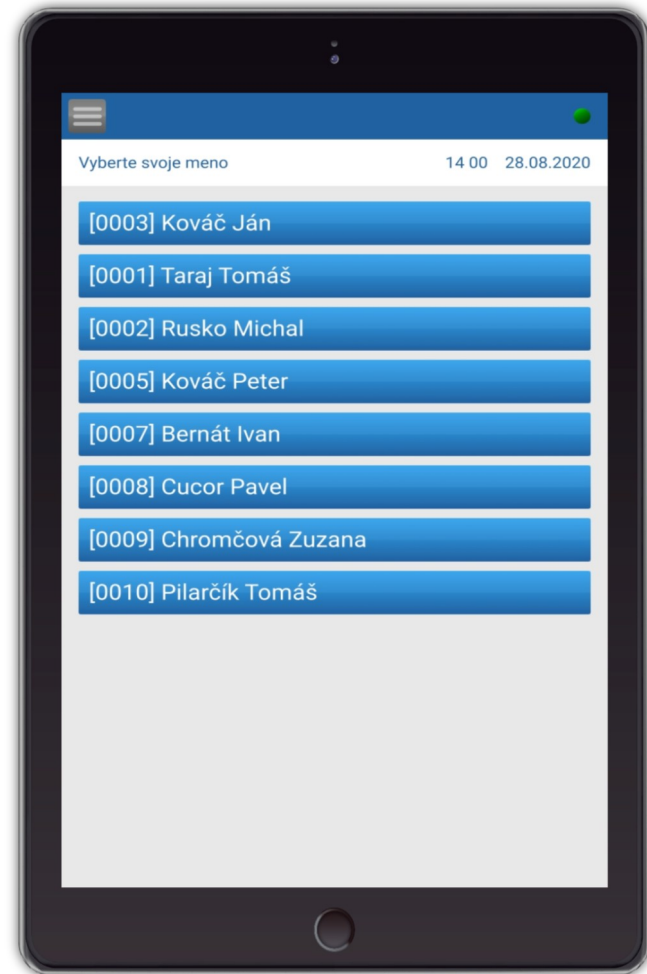 Vyberte svoje meno 14 00 28.08.2020
[0003] Kováč Ján
[0001] Taraj Tomáš
[0002] Rusko Michal
[0005] Kováč Peter
[0007] Bernát Ivan
[0008] Cucor Pavel
[0009] Chromčová Zuzana
[0010] Pilarčík Tomáš